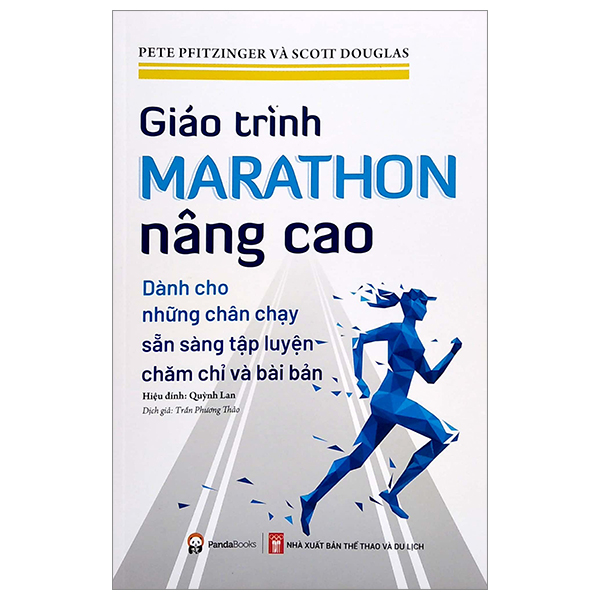 PETE PFITZINGER VÀ SCOTT DOUGLAS
Giáo trình
MARATHON
nâng cao
Dành cho
những chân chạy
sẵn sàng tập luyện
chăm chỉ và bài bản
Hiệu đính: Quỳnh Lan
Dịch giả: Trần Phương Thảo
PandaBooks
NHÀ XUẤT BẢN THỂ THAO VÀ DU LỊCH